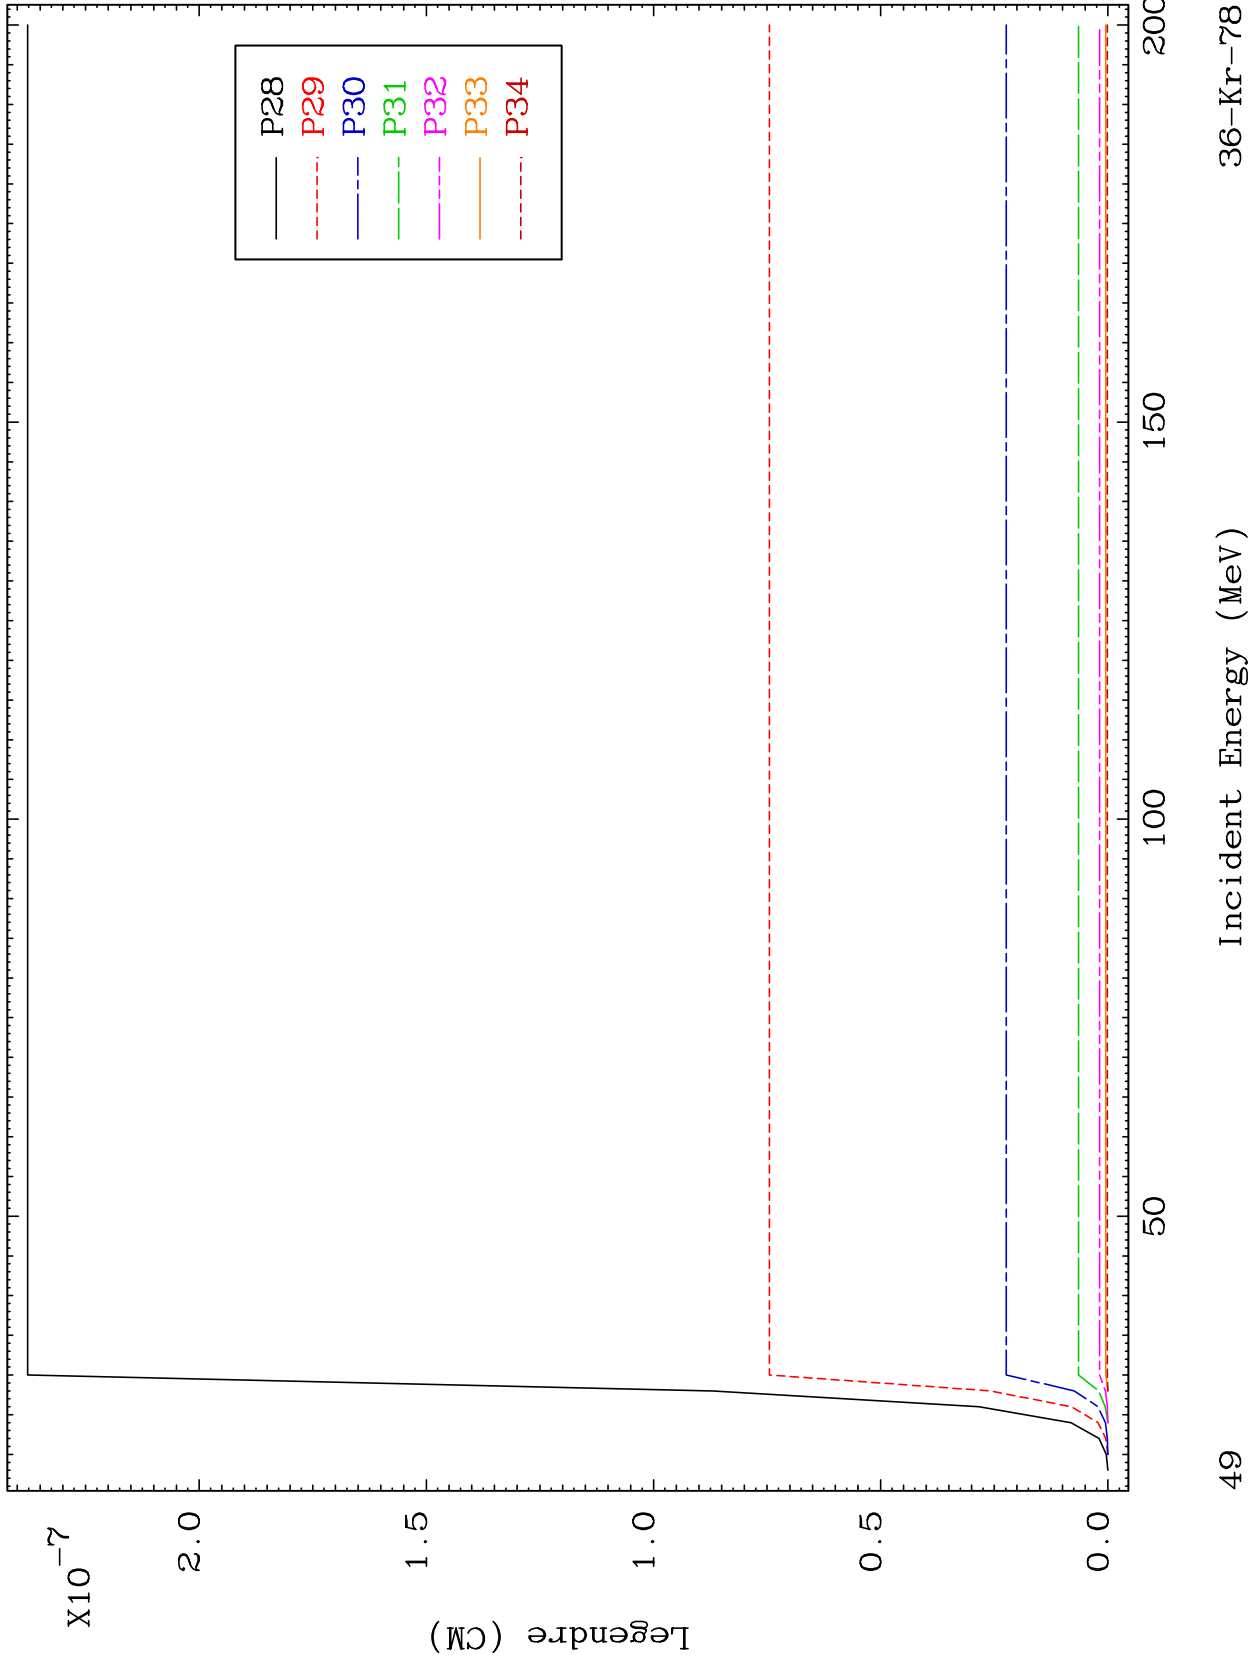 X10-7
P28
P29
P30
P31
P32
P33
P34
2.0
1.5
1.0
0.5
0.0
Legendre (CM)
50
100
150
200
49
Incident Energy (MeV)
36-Kr-78